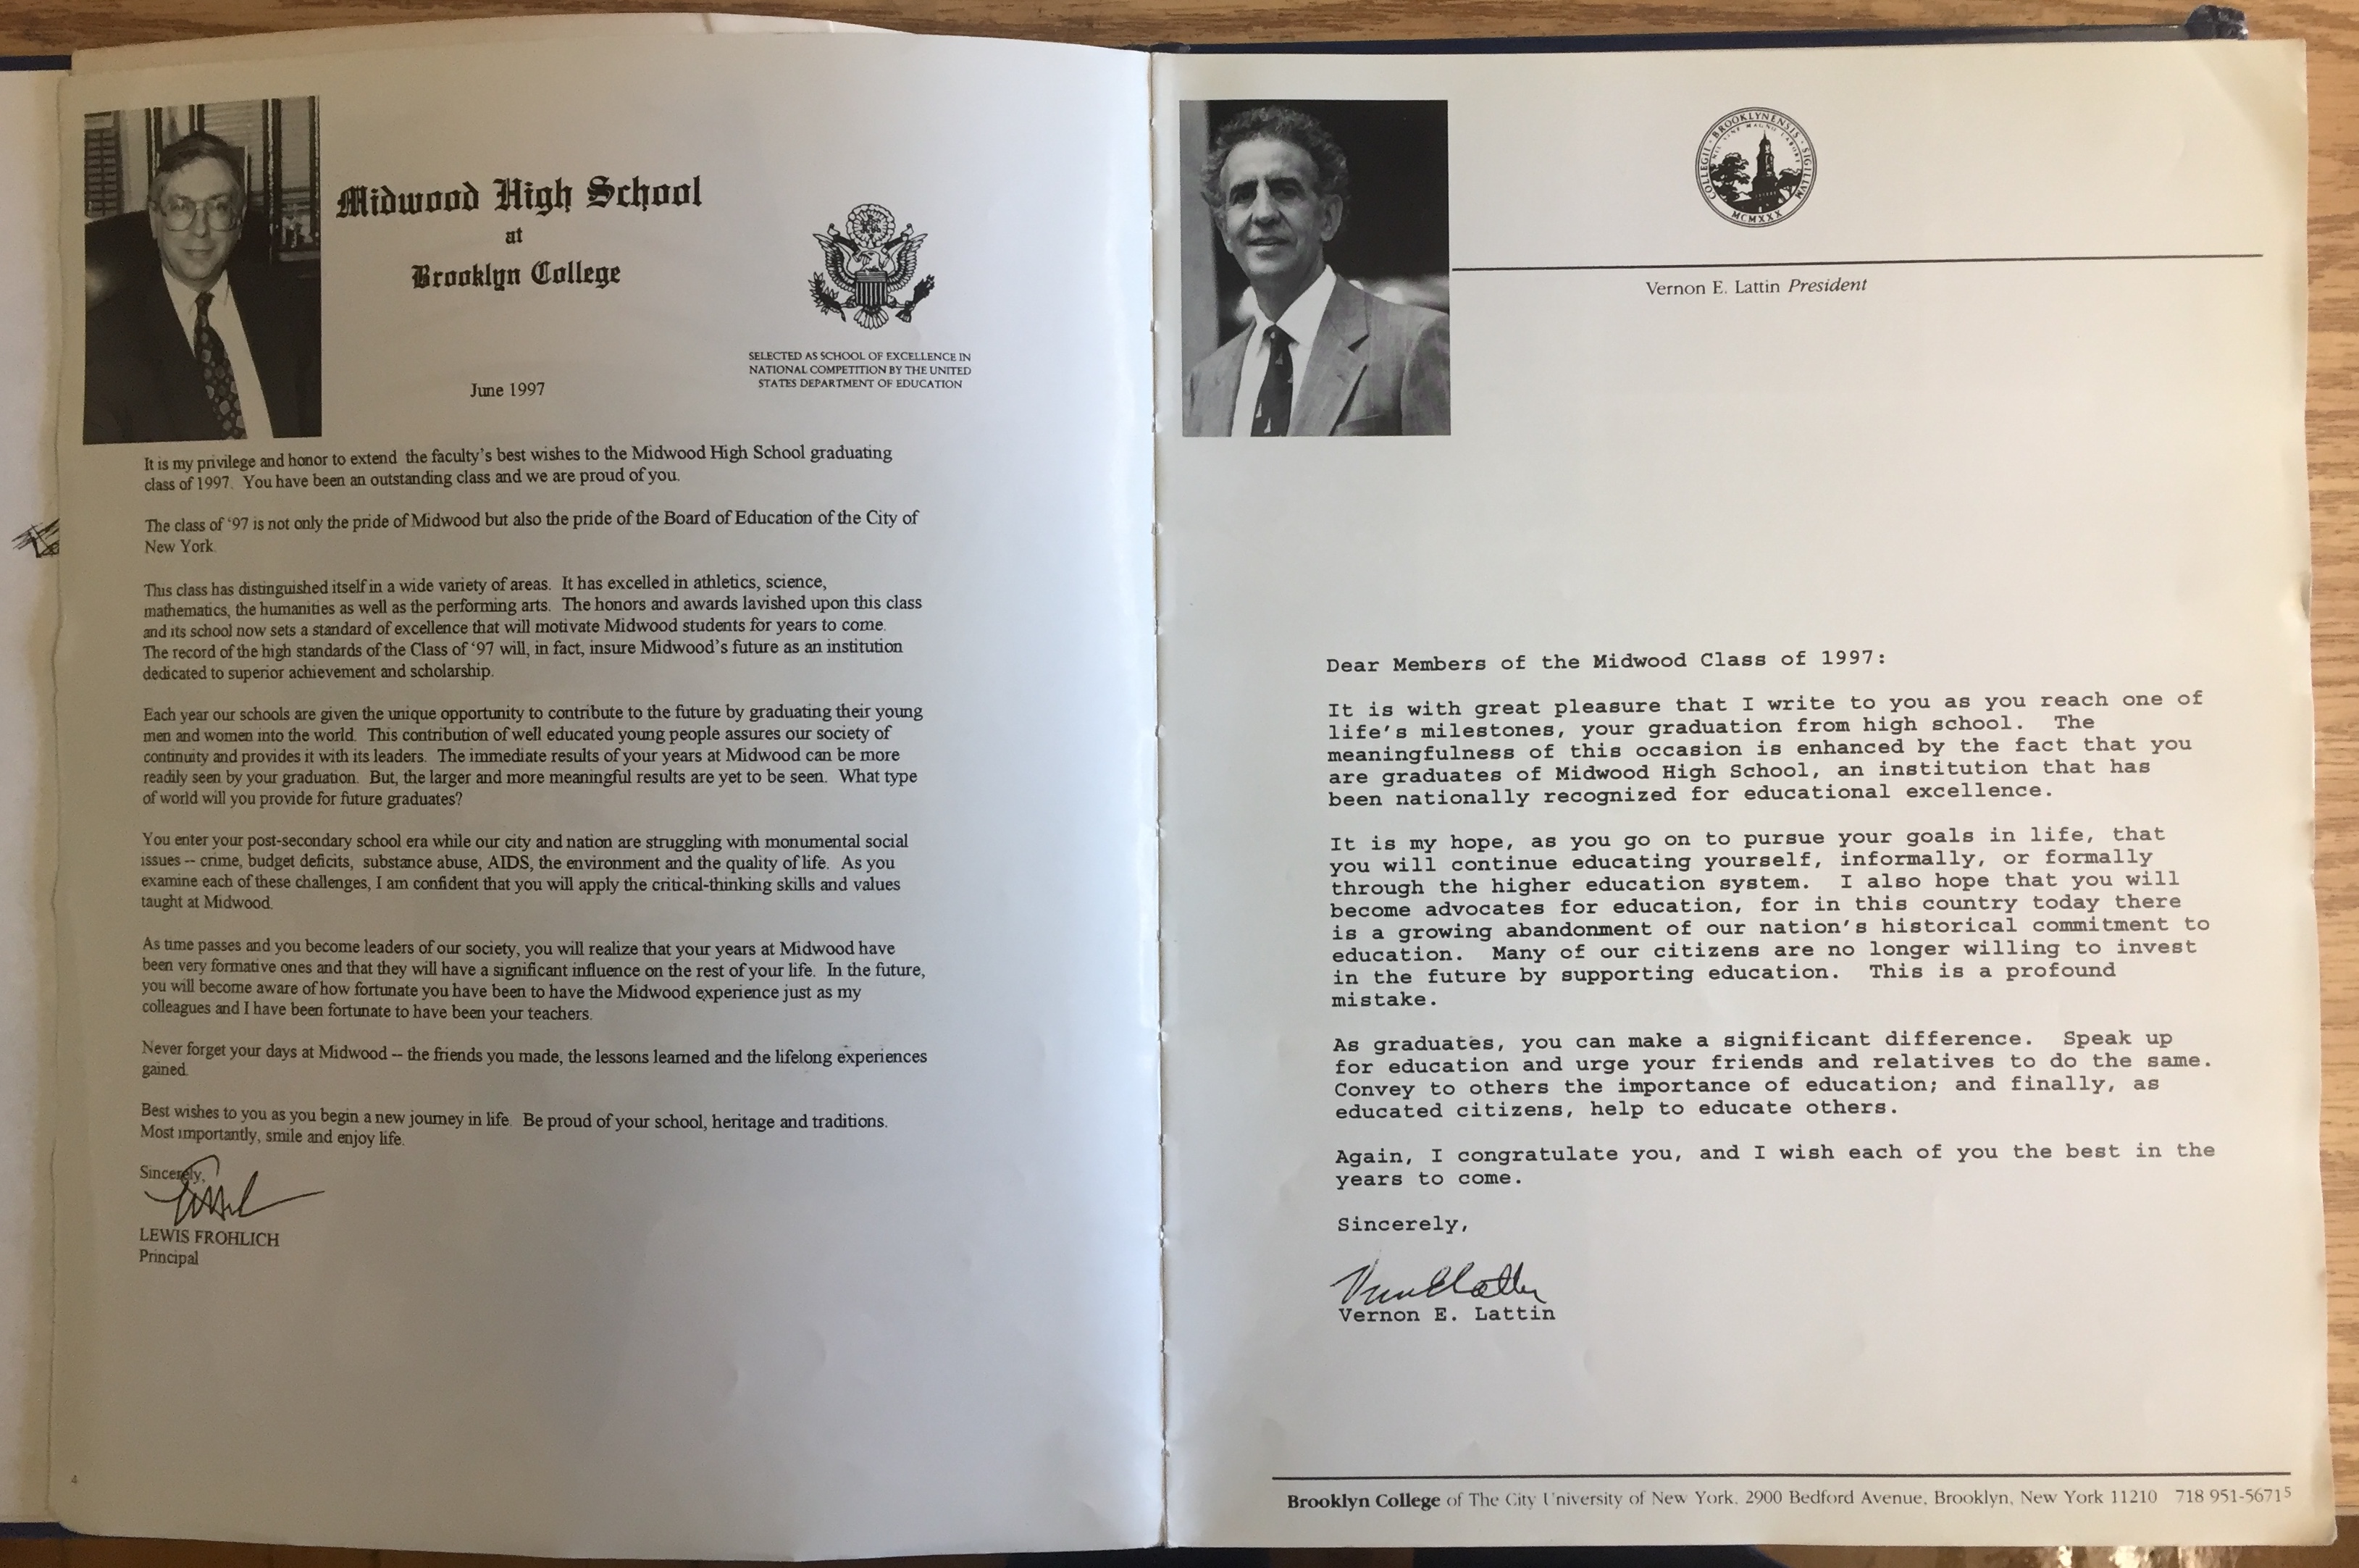 Midwood High School
at
Brooklyn College
June 1997
SELECTED AS SCHOOL OF EXCELLENCE IN
NATIONAL COMPETITION BY THE UNITED
STATES DEPARTMENT OF EDUCATION
It is my privilege and honor to extend the faculty's best wishes to the Midwood High School graduating
class of 1997. You have been an outstanding class and we are proud of you.
The class of '97 is not only the pride of Midwood but also the pride of the Board of Education of the City of
New York.
This class has distinguished itself in a wide variety of areas. It has excelled in athletics, science,
mathematics, the humanities as well as the performing arts. The honors and awards lavished upon this class
and its school now sets a standard of excellence that will motivate Midwood students for years to come.
The record of the high standards of the Class of '97 will, in fact, insure Midwood's future as an institution
dedicated to superior achievement and scholarship.
Each year our schools are given the unique opportunity to contribute to the future by graduating their young
men and women into the world. This contribution of well educated young people assures our society of
continuity and provides it with its leaders. The immediate results of your years at Midwood can be more
readily seen by your graduation. But, the larger and more meaningful results are yet to be seen. What type
of world will you provide for future graduates?
You enter your post-secondary school era while our city and nation are struggling with monumental social
issues -- crime, budget deficits, substance abuse, AIDS, the environment and the quality of life. As you
examine each of these challenges, I am confident that you will apply the critical-thinking skills and values
taught at Midwood.
As time passes and you become leaders of our society, you will realize that your years at Midwood have
been very formative ones and that they will have a significant influence on the rest of your life. In the future,
you will become aware of how fortunate you have been to have the Midwood experience just as my
colleagues and I have been fortunate to have been your teachers.
Never forget your days at Midwood -- the friends you made, the lessons learned and the lifelong experiences
gained.
Best wishes to you as you begin a new journey in life. Be proud of your school, heritage and traditions.
Most importantly, smile and enjoy life.
Sincerely,
LEWIS FROHLICH
Principal
4
COLLEGII · BROOKLYNENSIS · SIGILLVM
NIL SINE MAGNO LABORE
MCMXXX
Vernon E. Lattin President
Dear Members of the Midwood Class of 1997:
It is with great pleasure that I write to you as you reach one of
life's milestones, your graduation from high school. The
meaningfulness of this occasion is enhanced by the fact that you
are graduates of Midwood High School, an institution that has
been nationally recognized for educational excellence.
It is my hope, as you go on to pursue your goals in life, that
you will continue educating yourself, informally, or formally
through the higher education system. I also hope that you will
become advocates for education, for in this country today there
is a growing abandonment of our nation's historical commitment to
education. Many of our citizens are no longer willing to invest
in the future by supporting education. This is a profound
mistake.
As graduates, you can make a significant difference. Speak up
for education and urge your friends and relatives to do the same.
Convey to others the importance of education; and finally, as
educated citizens, help to educate others.
Again, I congratulate you, and I wish each of you the best in the
years to come.
Sincerely,
Vernon E. Lattin
Brooklyn College of The City University of New York, 2900 Bedford Avenue, Brooklyn, New York 11210 718 951-5671
5